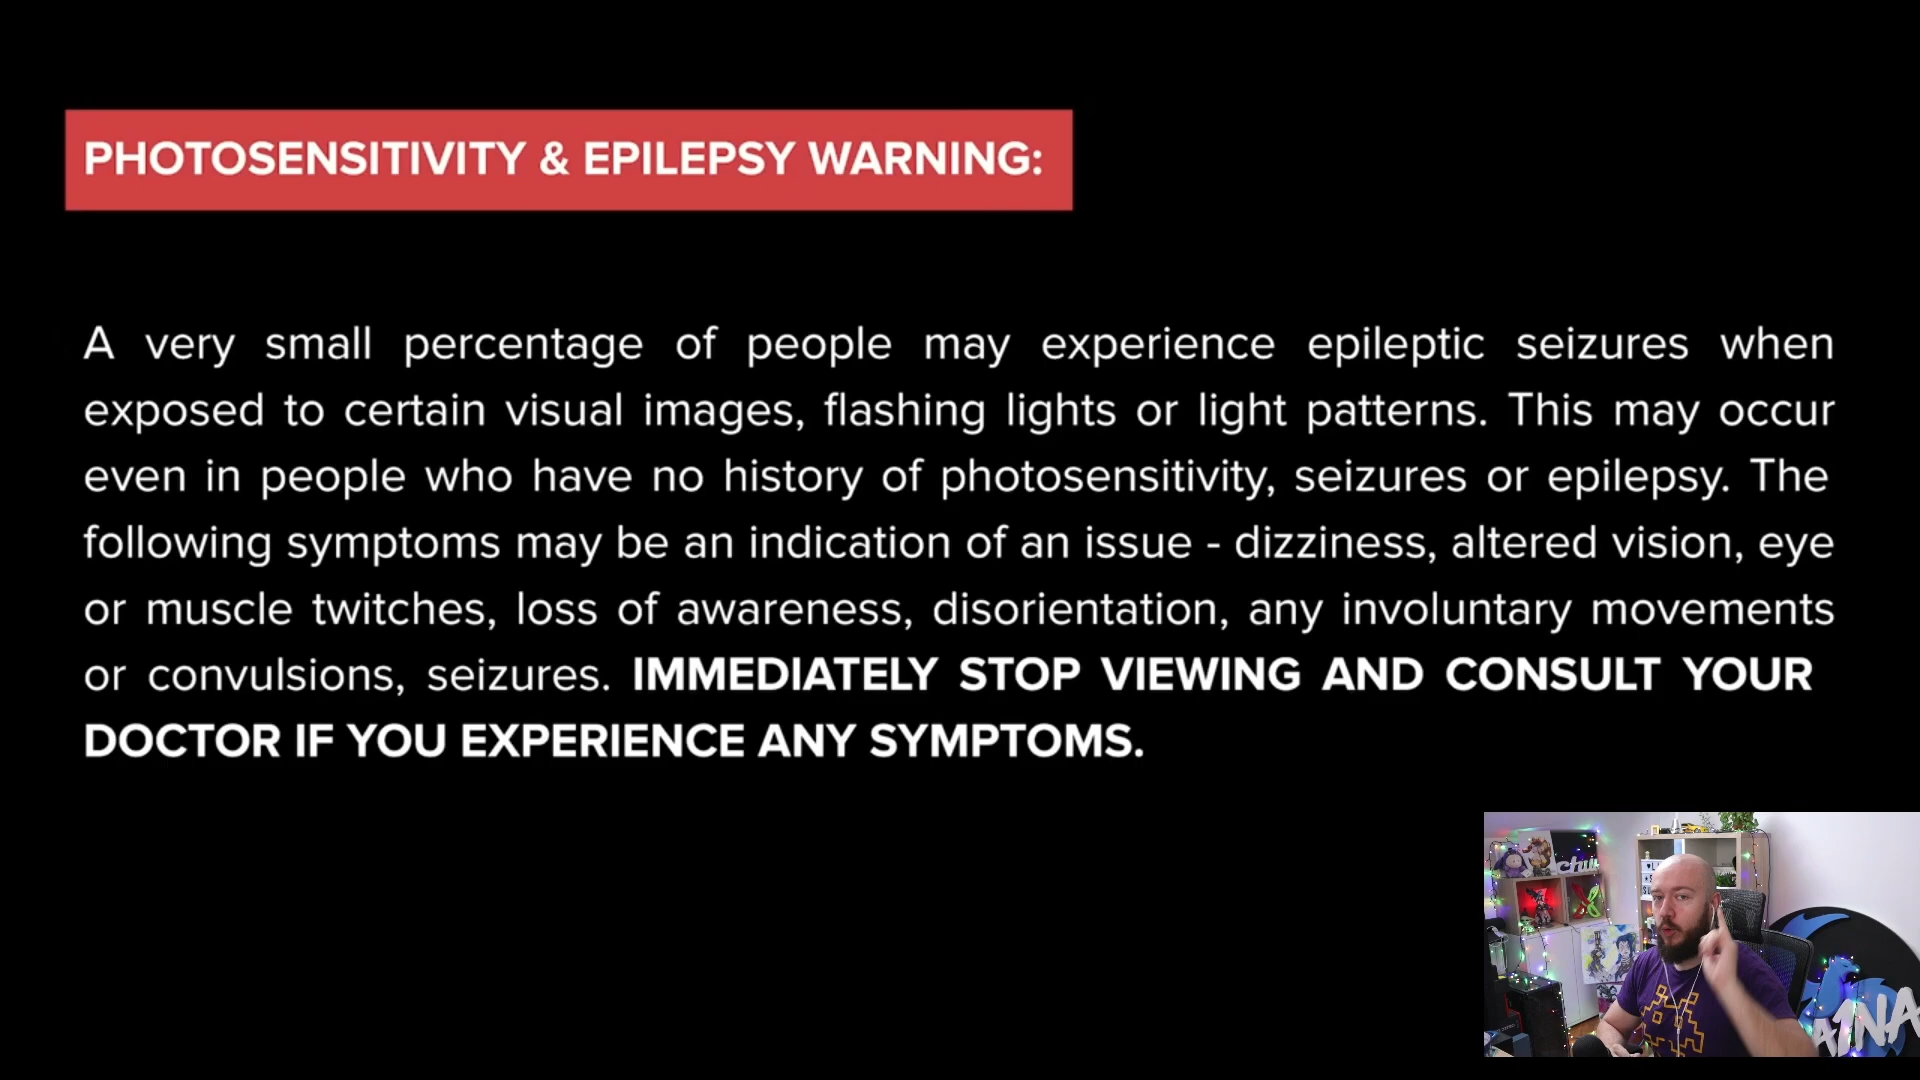 PHOTOSENSITIVITY & EPILEPSY WARNING:
A very small percentage of people may experience epileptic seizures when
exposed to certain visual images, flashing lights or light patterns. This may occur
even in people who have no history of photosensitivity, seizures or epilepsy. The
following symptoms may be an indication of an issue - dizziness, altered vision, eye
or muscle twitches, loss of awareness, disorientation, any involuntary movements
or convulsions, seizures. IMMEDIATELY STOP VIEWING AND CONSULT YOUR
DOCTOR IF YOU EXPERIENCE ANY SYMPTOMS.